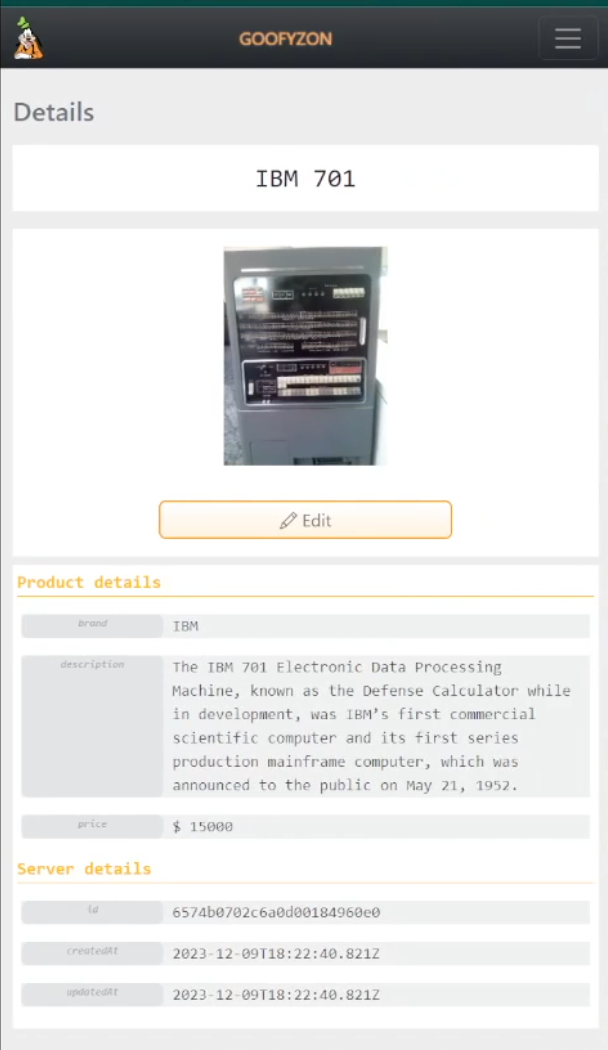 GOOFYZON
Details
IBM 701
Edit
Product details
brand
IBM
description
The IBM 701 Electronic Data Processing
Machine, known as the Defense Calculator while
in development, was IBM’s first commercial
scientific computer and its first series
production mainframe computer, which was
announced to the public on May 21, 1952.
price
$ 15000
Server details
id
6574b0702c6a0d00184960e0
createdAt
2023-12-09T18:22:40.821Z
updatedAt
2023-12-09T18:22:40.821Z